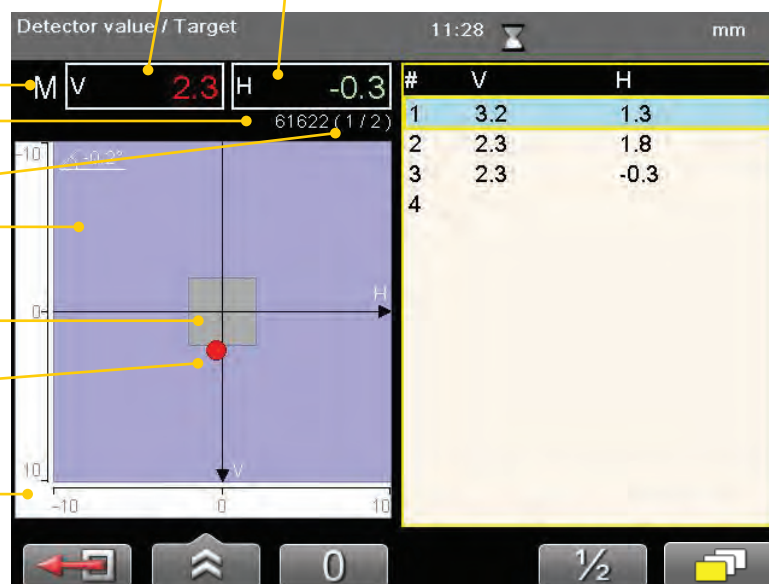 Detector value / Target 11:28 mm
M V 2.3 H -0.3
61622 ( 1 / 2 )
-0.2°
-10
0
10
H
V
-10 0 10
# V H
1 3.2 1.3
2 2.3 1.8
3 2.3 -0.3
4
0 ½